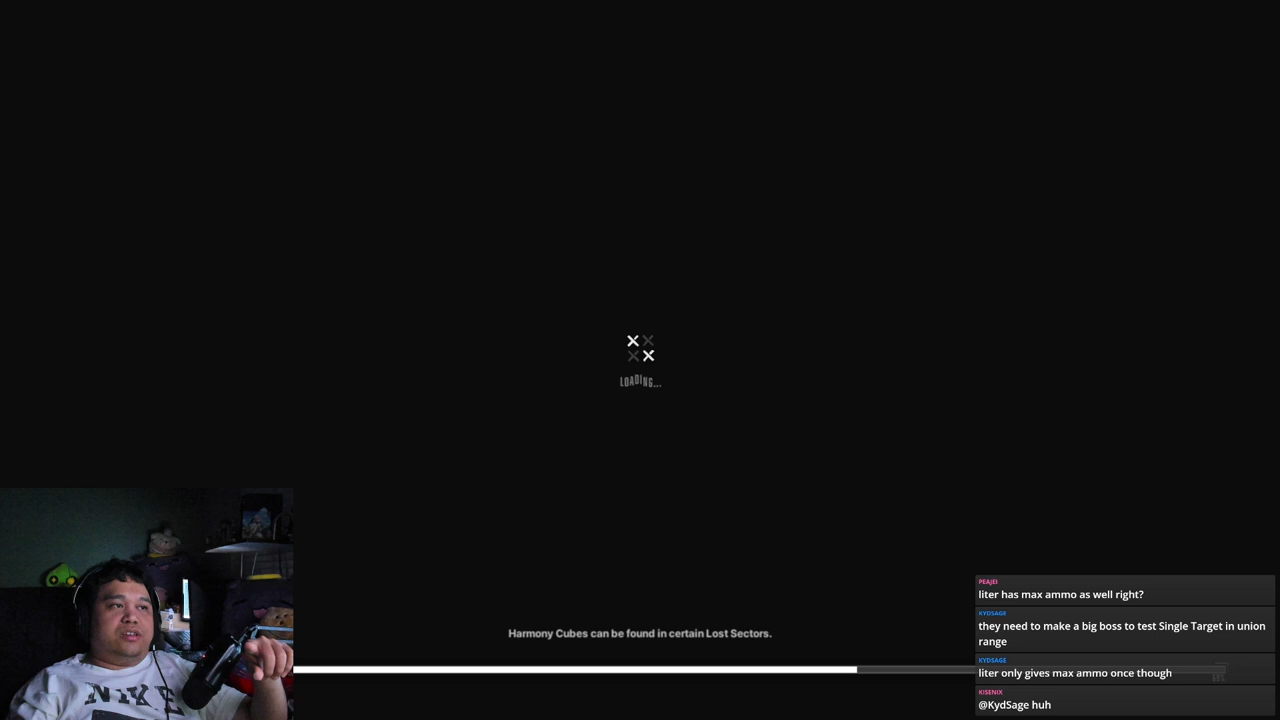 LOADING...
Harmony Cubes can be found in certain Lost Sectors.
NIKE
PEAJEI
liter has max ammo as well right?
KYDSAGE
they need to make a big boss to test Single Target in union
range
KYDSAGE
liter only gives max ammo once though
KISENIX
@KydSage huh